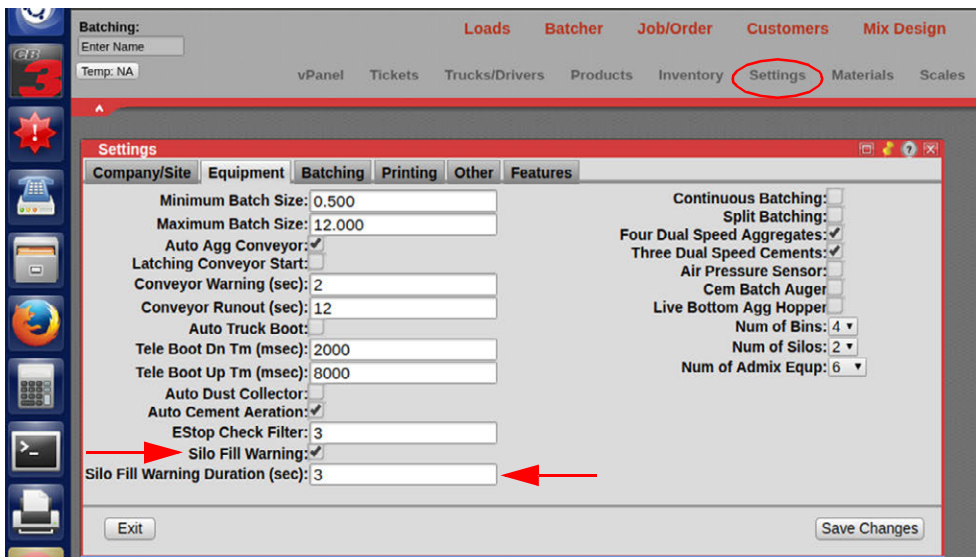 Batching:
Enter Name
Temp: NA
Loads Batcher Job/Order Customers Mix Design
vPanel Tickets Trucks/Drivers Products Inventory Settings Materials Scales
CB
3
Settings
Company/Site Equipment Batching Printing Other Features
Minimum Batch Size: 0.500
Maximum Batch Size: 12.000
Auto Agg Conveyor:
Latching Conveyor Start:
Conveyor Warning (sec): 2
Conveyor Runout (sec): 12
Auto Truck Boot:
Tele Boot Dn Tm (msec): 2000
Tele Boot Up Tm (msec): 8000
Auto Dust Collector:
Auto Cement Aeration:
EStop Check Filter: 3
Silo Fill Warning:
Silo Fill Warning Duration (sec): 3
Continuous Batching:
Split Batching:
Four Dual Speed Aggregates:
Three Dual Speed Cements:
Air Pressure Sensor:
Cem Batch Auger
Live Bottom Agg Hopper
Num of Bins: 4
Num of Silos: 2
Num of Admix Equp: 6
Exit
Save Changes